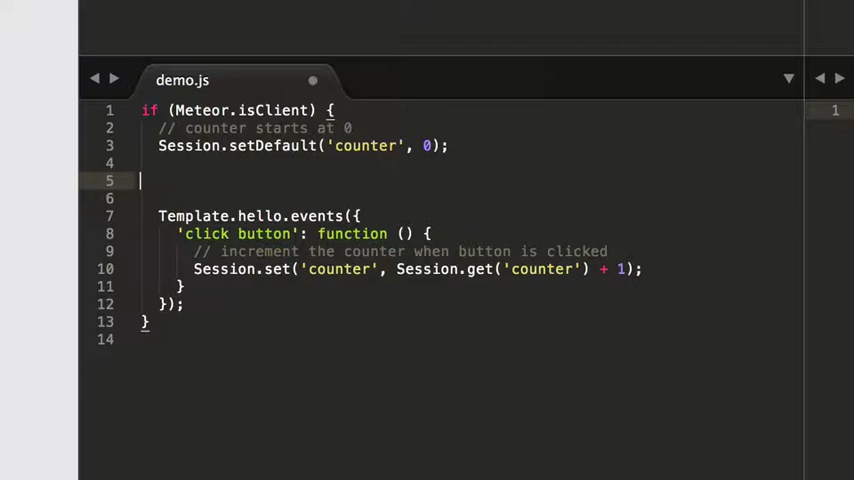 demo.js
1 if (Meteor.isClient) {
2 // counter starts at 0
3 Session.setDefault('counter', 0);
4
5
6
7 Template.hello.events({
8 'click button': function () {
9 // increment the counter when button is clicked
10 Session.set('counter', Session.get('counter') + 1);
11 }
12 });
13 }
14
1